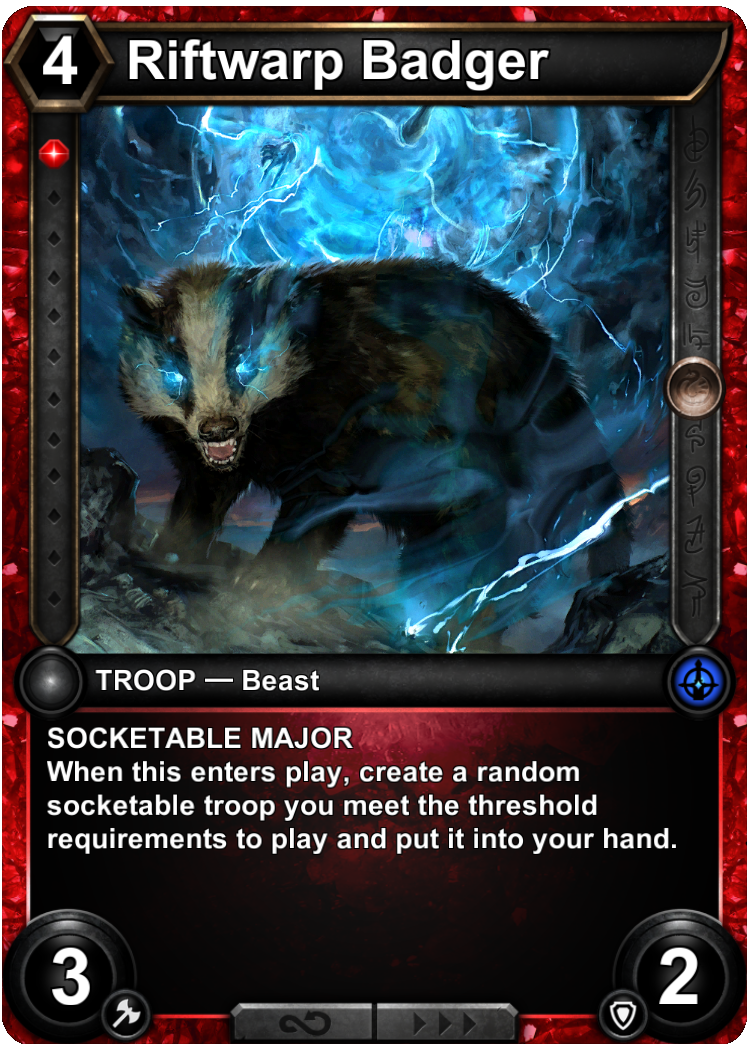 4 Riftwarp Badger
TROOP — Beast
SOCKETABLE MAJOR
When this enters play, create a random
socketable troop you meet the threshold
requirements to play and put it into your hand.
3 2